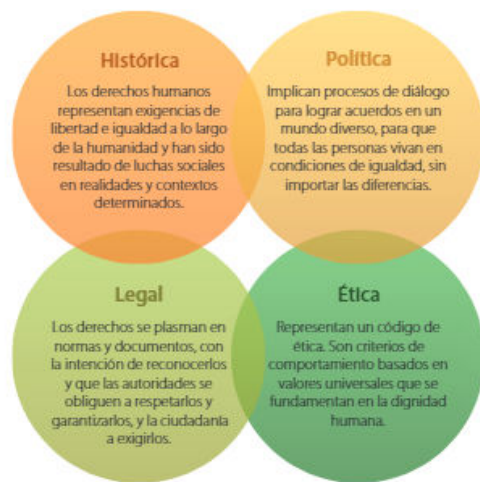 Histórica
Los derechos humanos
representan exigencias de
libertad e igualdad a lo largo
de la humanidad y han sido
resultado de luchas sociales
en realidades y contextos
determinados.
Política
Implican procesos de diálogo
para lograr acuerdos en un
mundo diverso, para que
todas las personas vivan en
condiciones de igualdad, sin
importar las diferencias.
Legal
Los derechos se plasman en
normas y documentos, con
la intención de reconocerlos
y que las autoridades se
obliguen a respetarlos y
garantizarlos, y la ciudadanía
a exigirlos.
Ética
Representan un código de
ética. Son criterios de
comportamiento basados en
valores universales que se
fundamentan en la dignidad
humana.